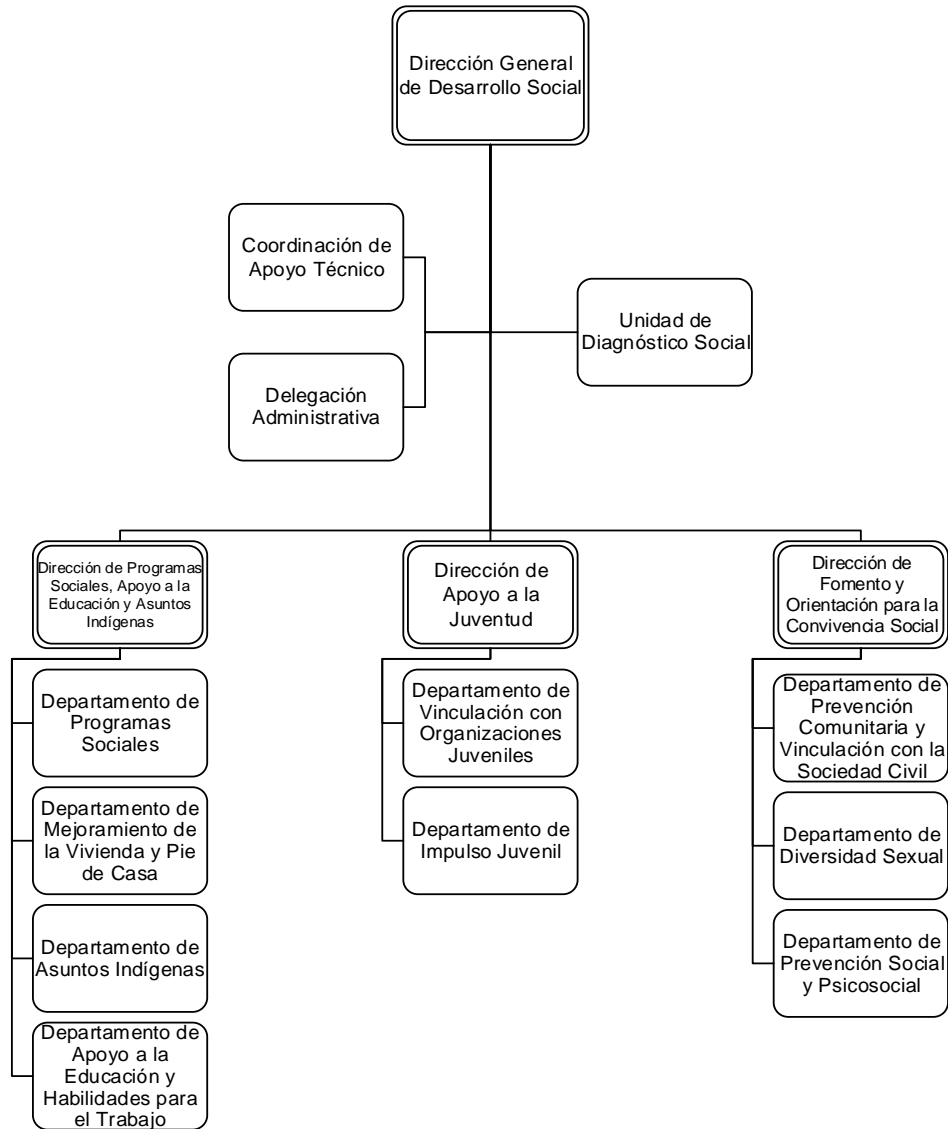 Dirección General
de Desarrollo Social
Coordinación de
Apoyo Técnico
Unidad de
Diagnóstico Social
Delegación
Administrativa
Dirección de Programas
Sociales, Apoyo a la
Educación y Asuntos
Indígenas
Dirección de
Apoyo a la
Juventud
Dirección de
Fomento y
Orientación para la
Convivencia Social
Departamento de
Programas
Sociales
Departamento de
Mejoramiento de
la Vivienda y Pie
de Casa
Departamento de
Asuntos Indígenas
Departamento de
Apoyo a la
Educación y
Habilidades para
el Trabajo
Departamento de
Vinculación con
Organizaciones
Juveniles
Departamento de
Impulso Juvenil
Departamento de
Prevención
Comunitaria y
Vinculación con la
Sociedad Civil
Departamento de
Diversidad Sexual
Departamento de
Prevención Social
y Psicosocial